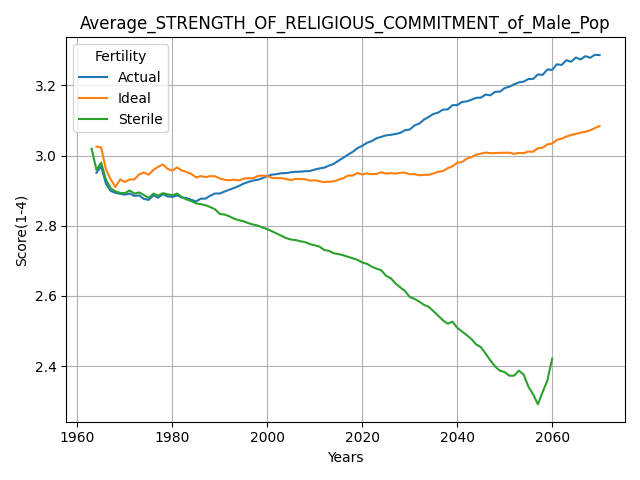 Average_STRENGTH_OF_RELIGIOUS_COMMITMENT_of_Male_Pop
Fertility
Actual
Ideal
Sterile
Score(1-4)
3.2
3.0
2.8
2.6
2.4
1960 1980 2000 2020 2040 2060
Years